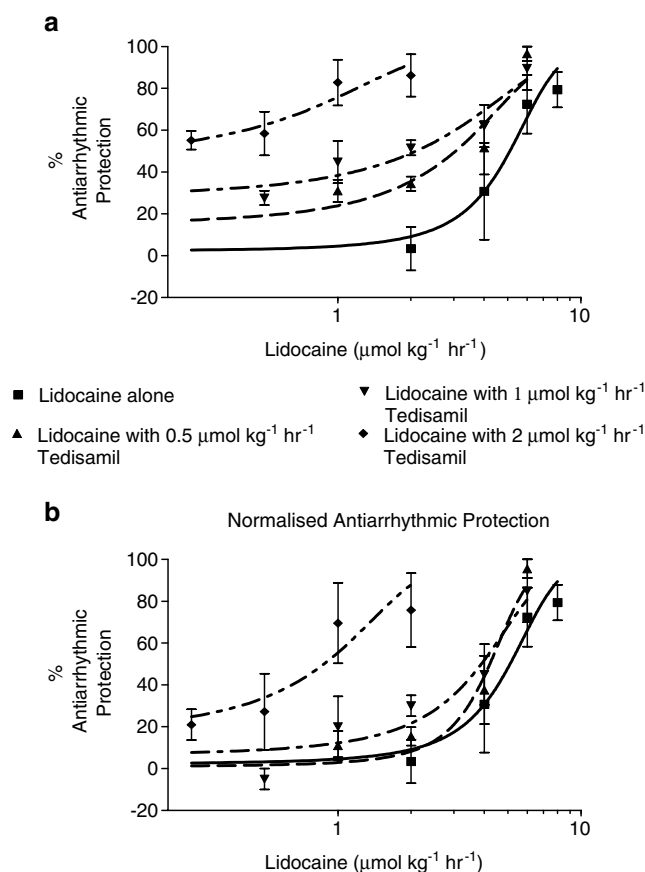 a
100
80
60
40
20
0
-20
%
Antiarrhythmic
Protection
1
10
Lidocaine (μmol kg⁻¹ hr⁻¹)
Lidocaine alone
Lidocaine with 0.5 μmol kg⁻¹ hr⁻¹
Tedisamil
Lidocaine with 1 μmol kg⁻¹ hr⁻¹
Tedisamil
Lidocaine with 2 μmol kg⁻¹ hr⁻¹
Tedisamil
b
Normalised Antiarrhythmic Protection
100
80
60
40
20
0
-20
%
Antiarrhythmic
Protection
1
10
Lidocaine (μmol kg⁻¹ hr⁻¹)